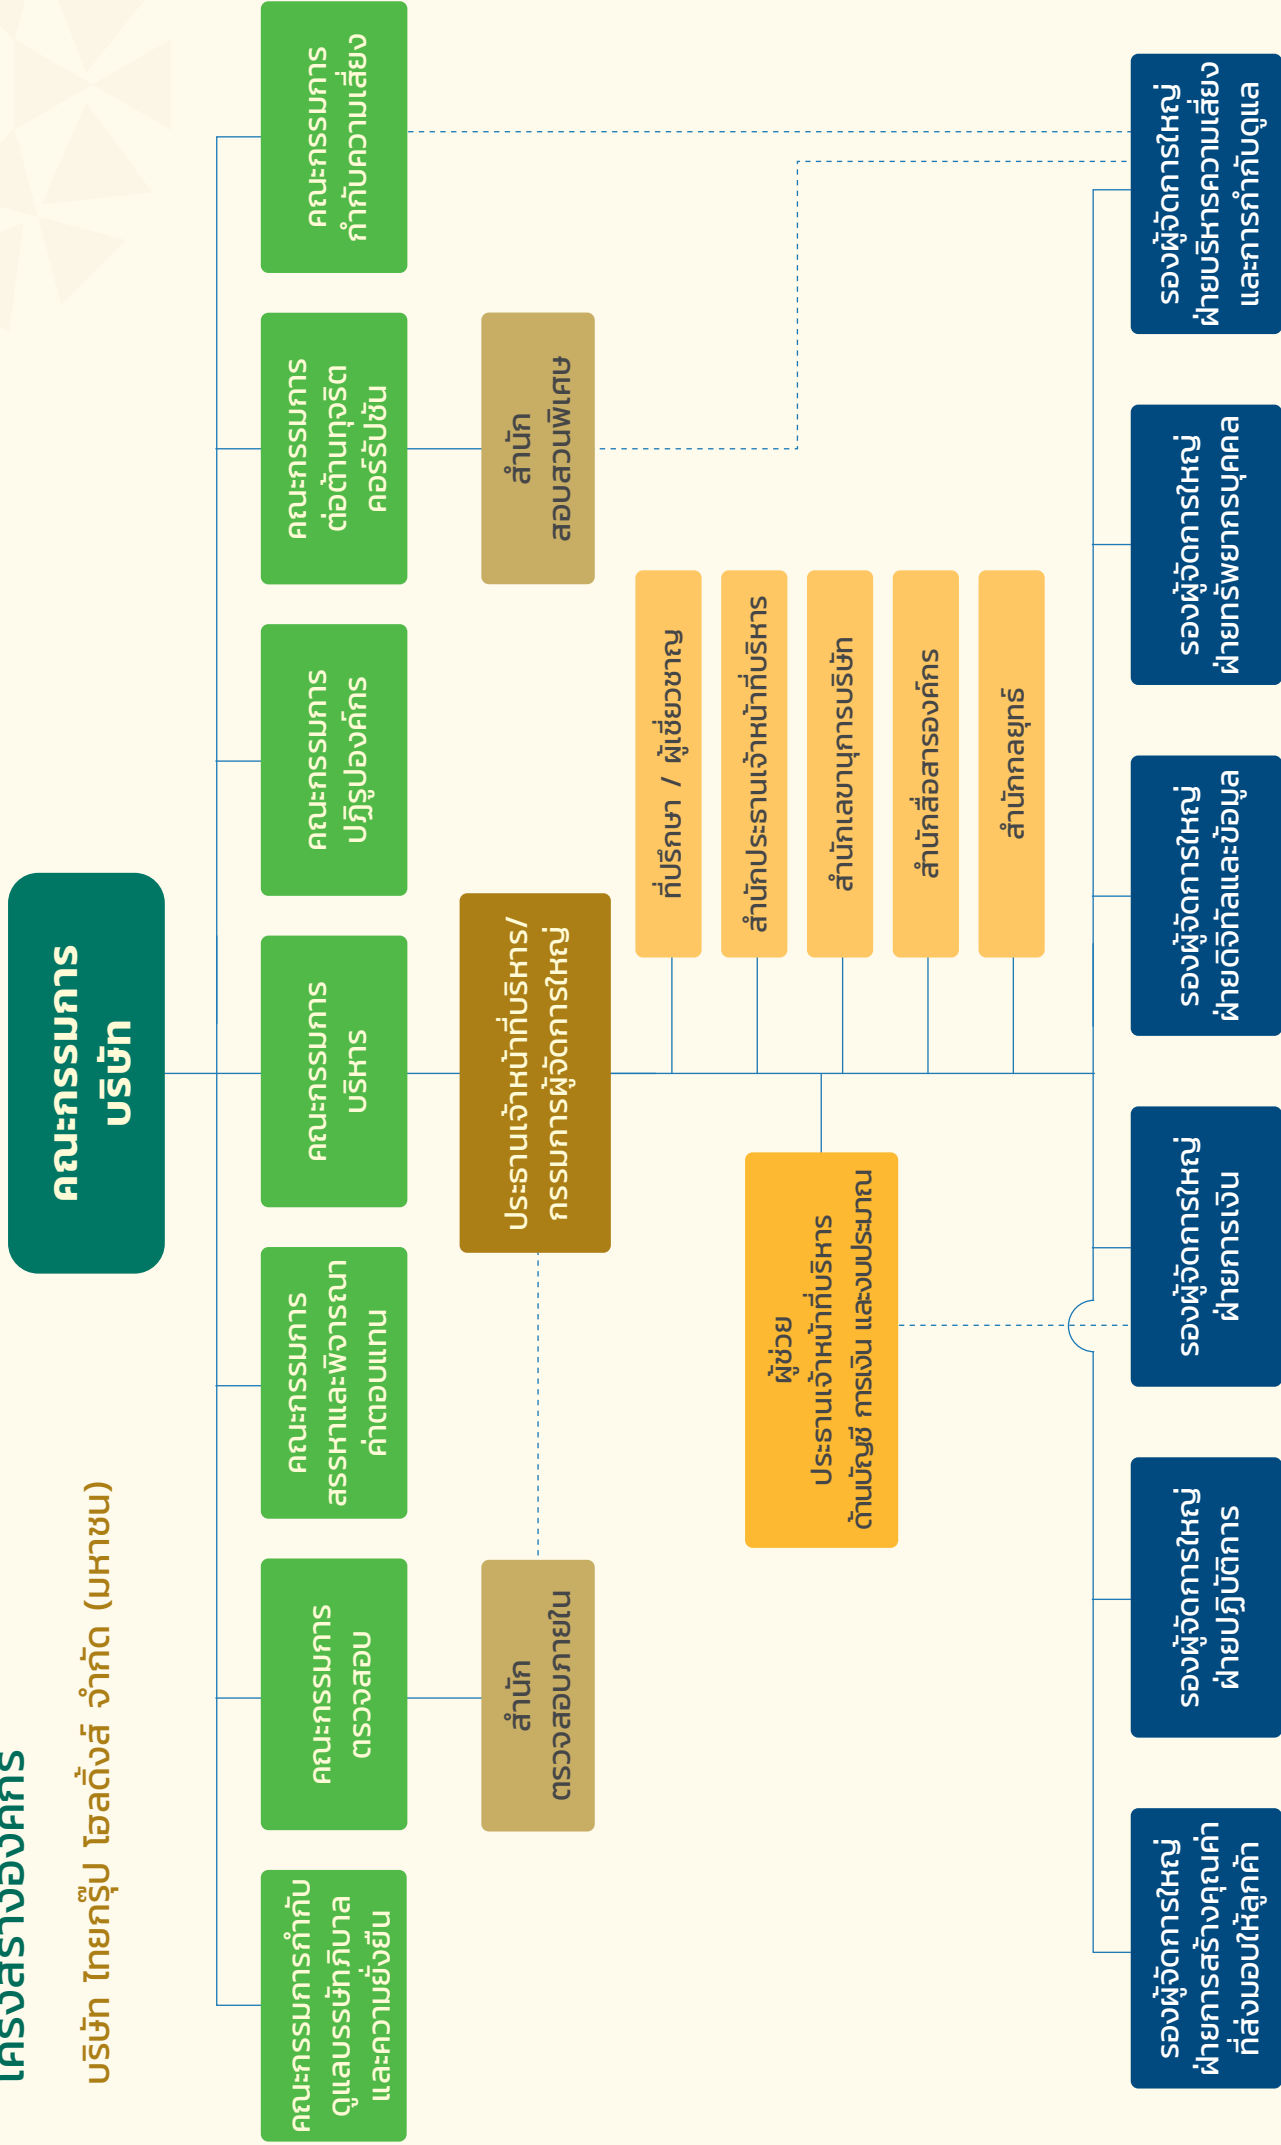 โครงสร้างองค์กร
บริษัท ไทยกรุ๊ป โฮลดิ้งส์ จำกัด (มหาชน)
คณะกรรมการ
บริษัท
คณะกรรมการกำกับ
ดูแลบรรษัทภิบาล
และความยั่งยืน
คณะกรรมการ
ตรวจสอบ
คณะกรรมการ
สรรหาและพิจารณา
ค่าตอบแทน
คณะกรรมการ
บริหาร
คณะกรรมการ
ปฏิรูปองค์กร
คณะกรรมการ
ต่อต้านทุจริต
คอร์รัปชัน
คณะกรรมการ
กำกับความเสี่ยง
สำนัก
ตรวจสอบภายใน
ประธานเจ้าหน้าที่บริหาร/
กรรมการผู้จัดการใหญ่
สำนัก
สอบสวนพิเศษ
ที่ปรึกษา / ผู้เชี่ยวชาญ
สำนักประธานเจ้าหน้าที่บริหาร
สำนักเลขานุการบริษัท
สำนักสื่อสารองค์กร
สำนักกลยุทธ์
ผู้ช่วย
ประธานเจ้าหน้าที่บริหาร
ด้านบัญชี การเงิน และงบประมาณ
รองผู้จัดการใหญ่
ฝ่ายการสร้างคุณค่า
ที่ส่งมอบให้ลูกค้า
รองผู้จัดการใหญ่
ฝ่ายปฏิบัติการ
รองผู้จัดการใหญ่
ฝ่ายการเงิน
รองผู้จัดการใหญ่
ฝ่ายดิจิทัลและข้อมูล
รองผู้จัดการใหญ่
ฝ่ายทรัพยากรบุคคล
รองผู้จัดการใหญ่
ฝ่ายบริหารความเสี่ยง
และการกำกับดูแล